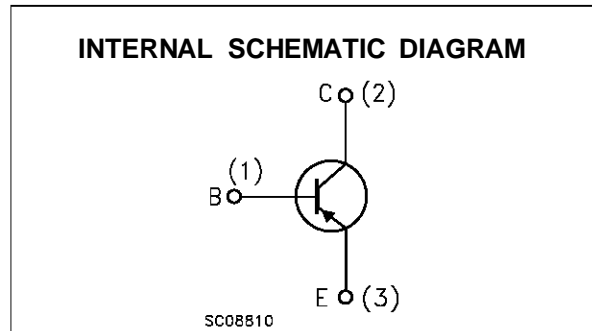 INTERNAL SCHEMATIC DIAGRAM
C (2)
(1)
B
E (3)
SC08810